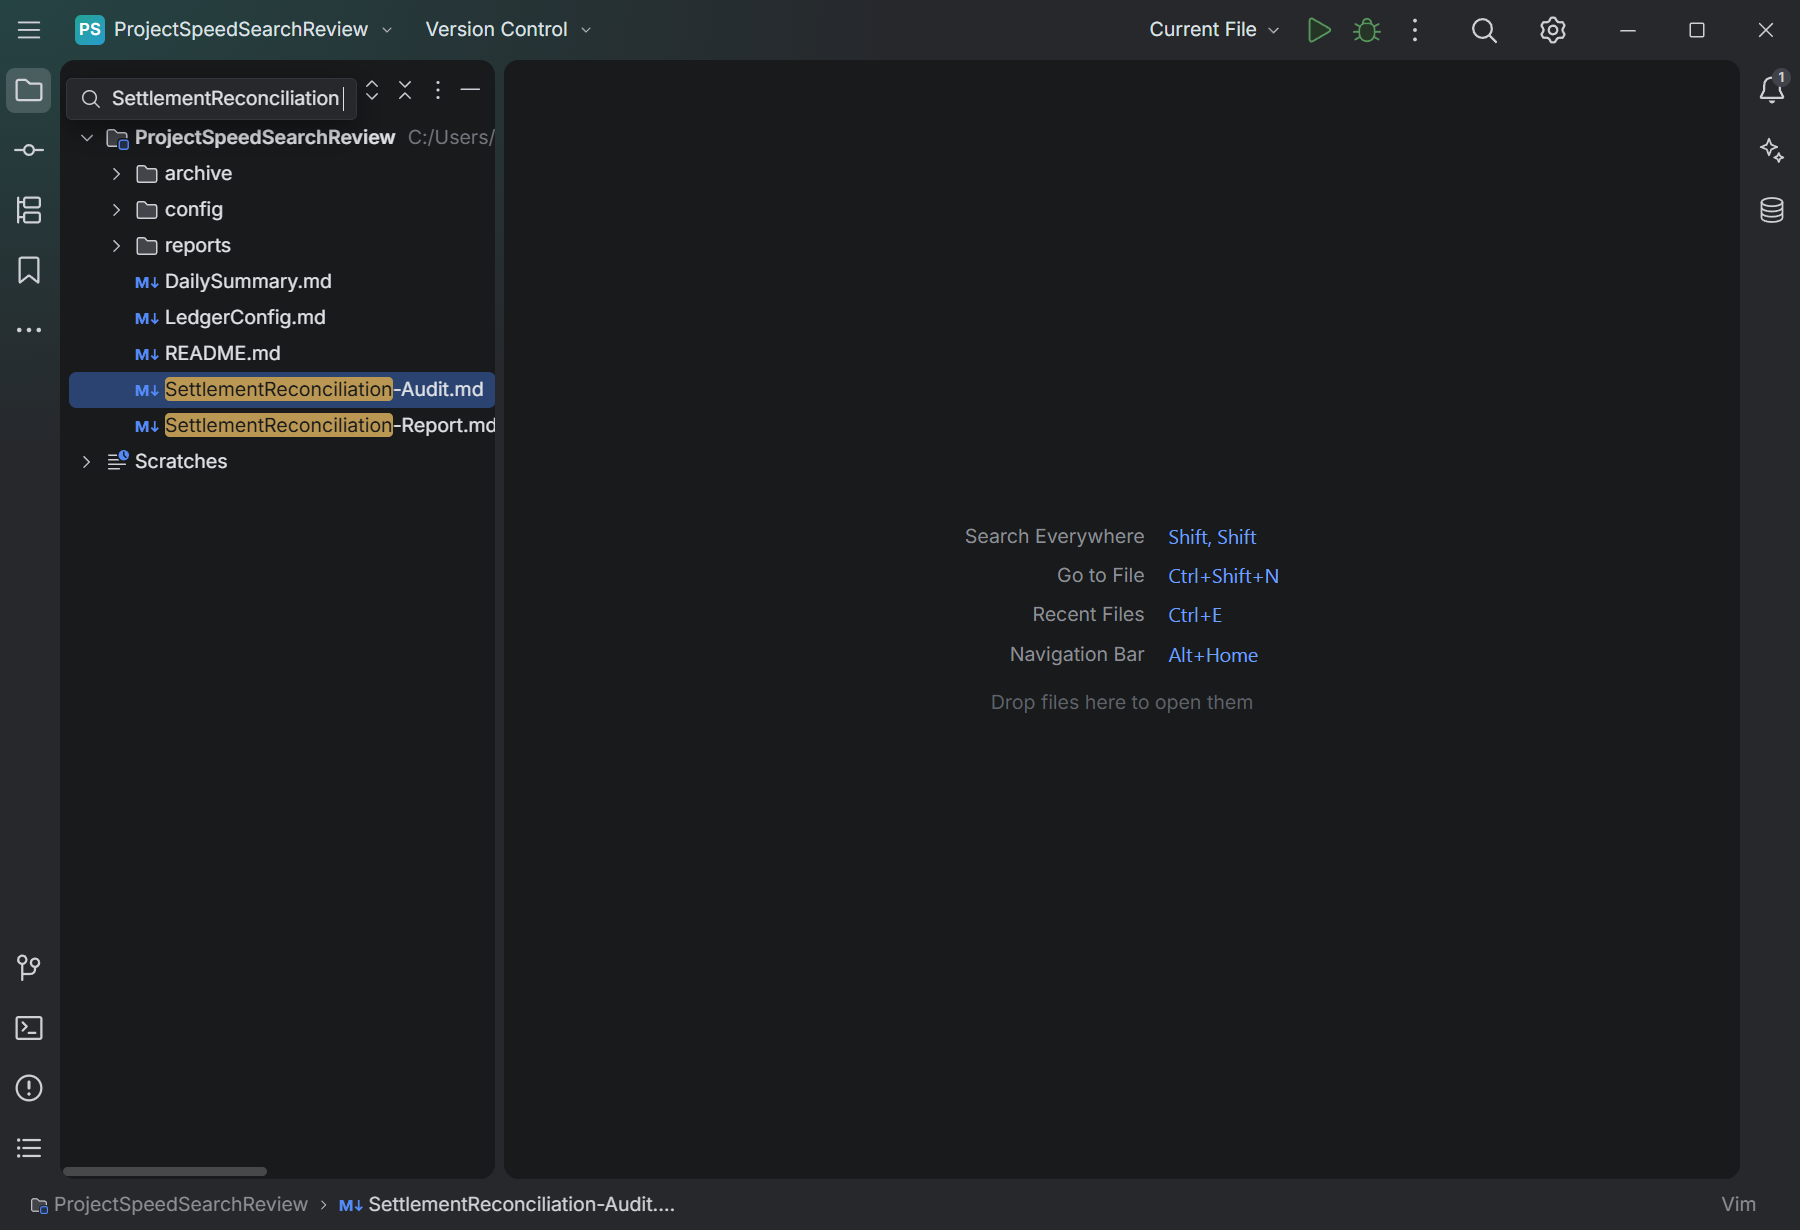 PS ProjectSpeedSearchReview Version Control Current File
SettlementReconciliation
1
ProjectSpeedSearchReview C:/Users/
archive
config
reports
M↓ DailySummary.md
M↓ LedgerConfig.md
M↓ README.md
M↓ SettlementReconciliation-Audit.md
M↓ SettlementReconciliation-Report.md
Scratches
Search Everywhere Shift, Shift
Go to File Ctrl+Shift+N
Recent Files Ctrl+E
Navigation Bar Alt+Home
Drop files here to open them
ProjectSpeedSearchReview › M↓ SettlementReconciliation-Audit.... Vim